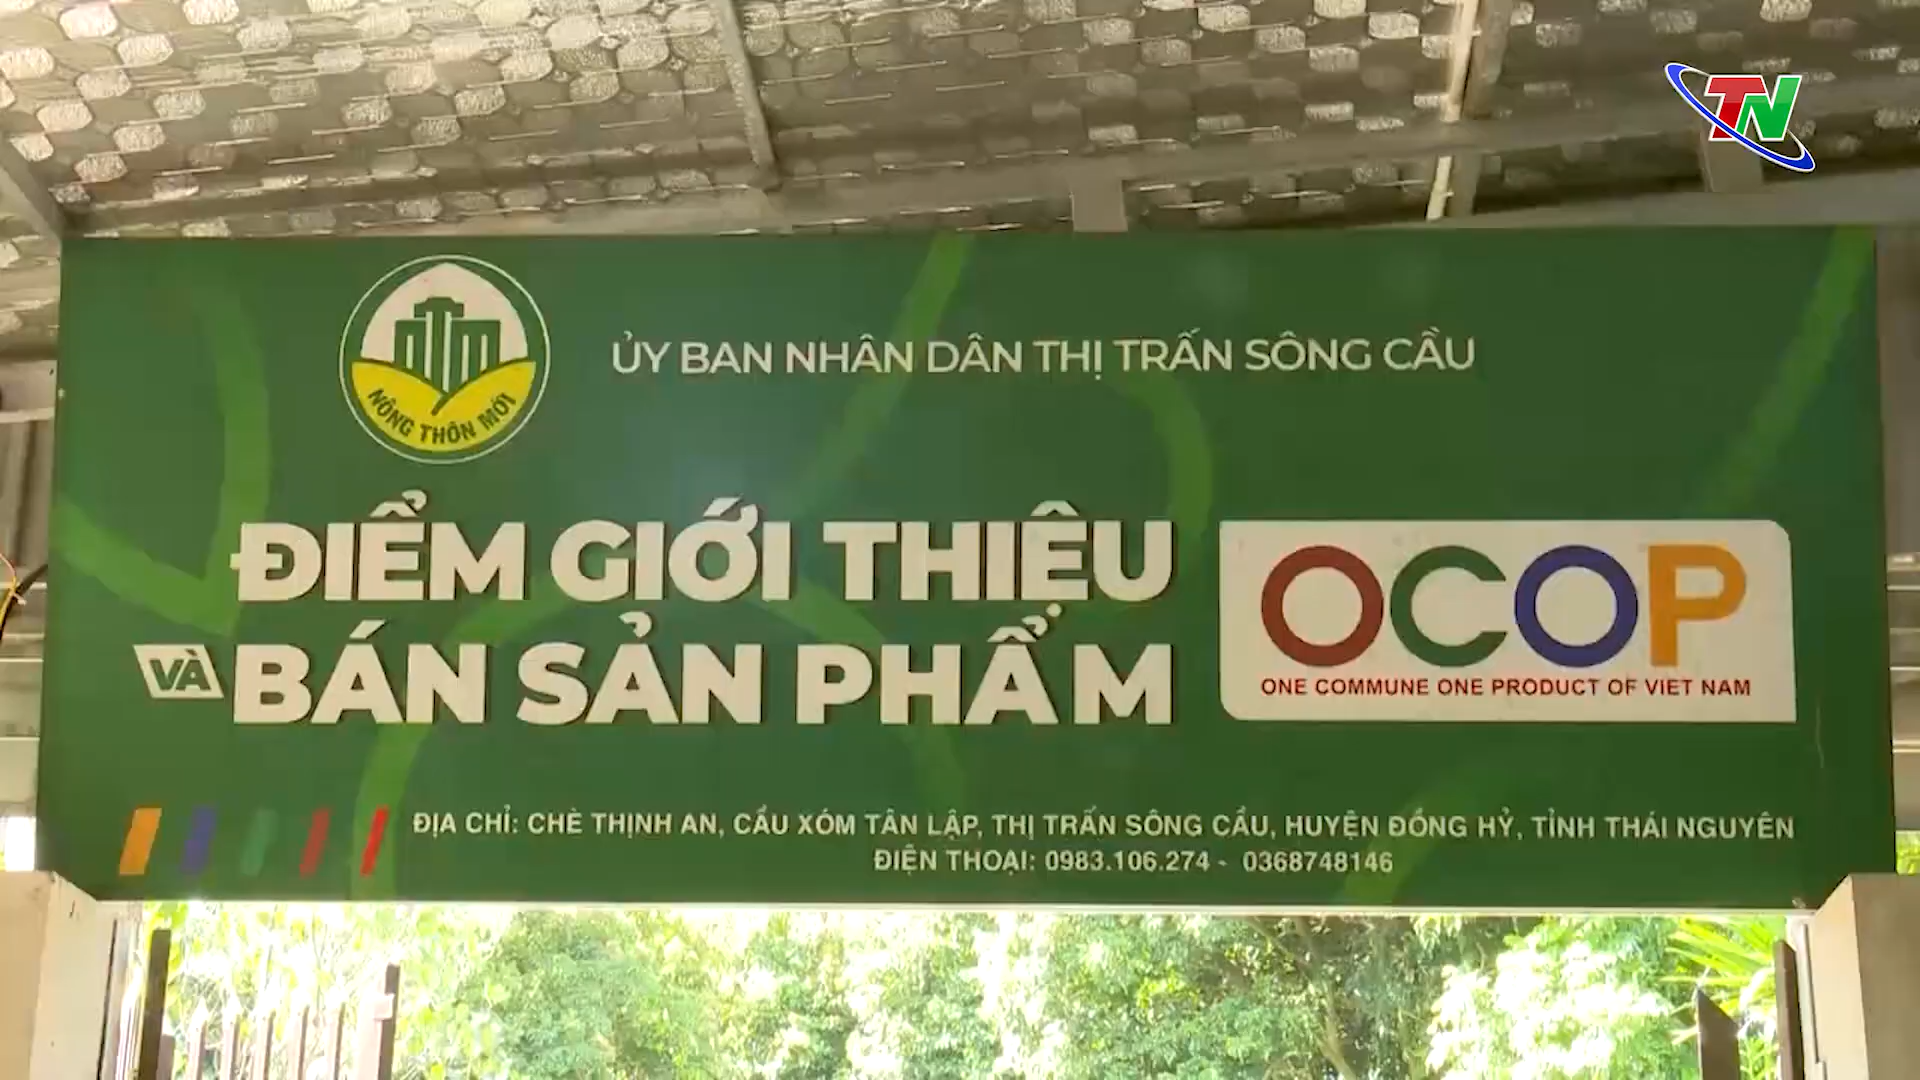 TN
NÔNG THÔN MỚI
ỦY BAN NHÂN DÂN THỊ TRẤN SÔNG CẦU
ĐIỂM GIỚI THIỆU
VÀ BÁN SẢN PHẨM
OCOP
ONE COMMUNE ONE PRODUCT OF VIET NAM
ĐỊA CHỈ: CHÈ THỊNH AN, CẦU XÓM TÂN LẬP, THỊ TRẤN SÔNG CẦU, HUYỆN ĐỒNG HỶ, TỈNH THÁI NGUYÊN
ĐIỆN THOẠI: 0983.106.274 - 0368748146